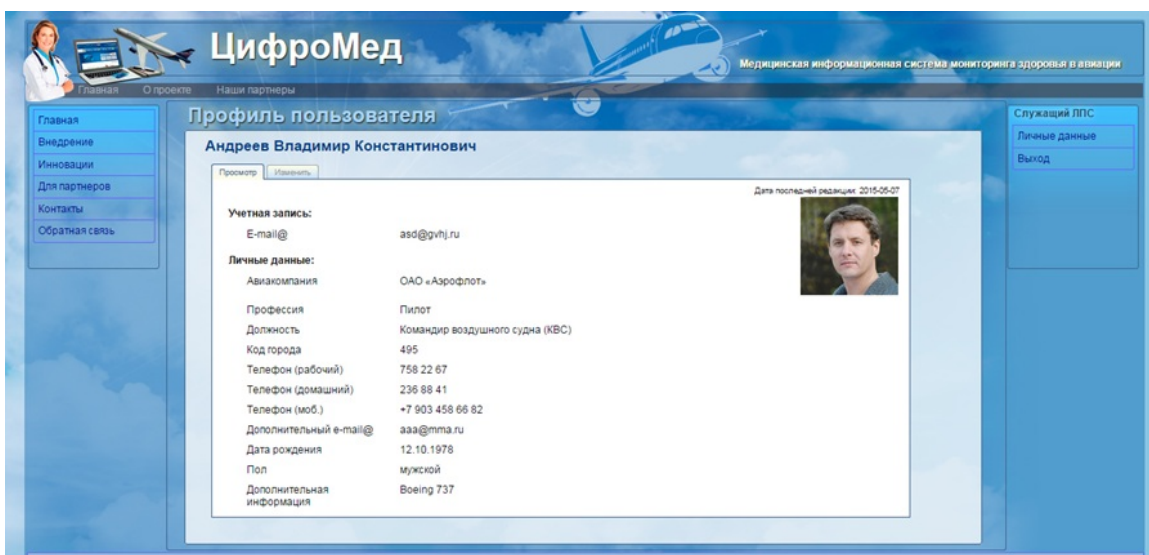 ЦифроМед
Медицинская информационная система мониторинга здоровья в авиации
Главная О проекте Наши партнеры
Главная
Внедрение
Инновации
Для партнеров
Контакты
Обратная связь
Профиль пользователя
Андреев Владимир Константинович
Просмотр Изменить
Дата последней редакции: 2015-05-07
Учетная запись:
E-mail@ asd@gvhj.ru
Личные данные:
Авиакомпания ОАО «Аэрофлот»
Профессия Пилот
Должность Командир воздушного судна (КВС)
Код города 495
Телефон (рабочий) 758 22 67
Телефон (домашний) 236 88 41
Телефон (моб.) +7 903 458 66 82
Дополнительный e-mail@ aaa@mma.ru
Дата рождения 12.10.1978
Пол мужской
Дополнительная
информация Boeing 737
Служащий ЛПС
Личные данные
Выход